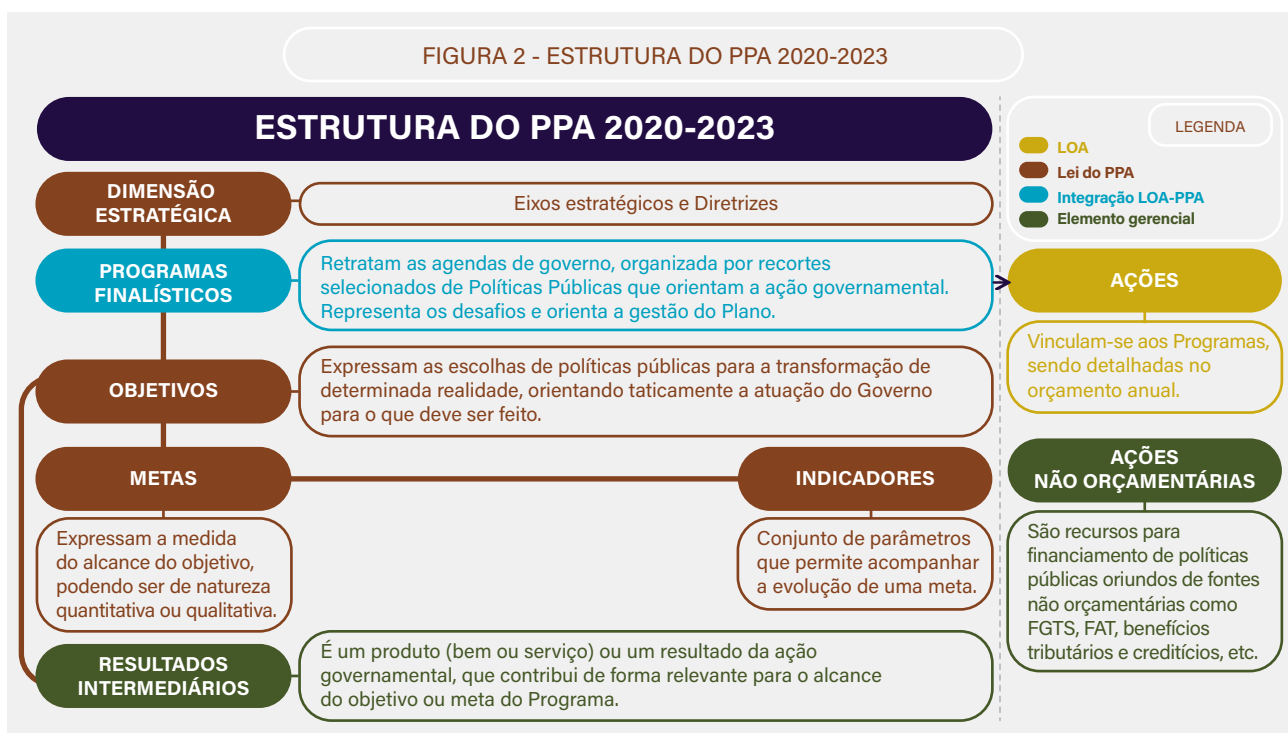 FIGURA 2 - ESTRUTURA DO PPA 2020-2023
ESTRUTURA DO PPA 2020-2023
DIMENSÃO
ESTRATÉGICA
Eixos estratégicos e Diretrizes
PROGRAMAS
FINALÍSTICOS
Retratam as agendas de governo, organizada por recortes
selecionados de Políticas Públicas que orientam a ação governamental.
Representa os desafios e orienta a gestão do Plano.
OBJETIVOS
Expressam as escolhas de políticas públicas para a transformação de
determinada realidade, orientando taticamente a atuação do Governo
para o que deve ser feito.
METAS
Expressam a medida
do alcance do objetivo,
podendo ser de natureza
quantitativa ou qualitativa.
INDICADORES
Conjunto de parâmetros
que permite acompanhar
a evolução de uma meta.
RESULTADOS
INTERMEDIÁRIOS
É um produto (bem ou serviço) ou um resultado da ação
governamental, que contribui de forma relevante para o alcance
do objetivo ou meta do Programa.
LEGENDA
LOA
Lei do PPA
Integração LOA-PPA
Elemento gerencial
AÇÕES
Vinculam-se aos Programas,
sendo detalhadas no
orçamento anual.
AÇÕES
NÃO ORÇAMENTÁRIAS
São recursos para
financiamento de políticas
públicas oriundos de fontes
não orçamentárias como
FGTS, FAT, benefícios
tributários e creditícios, etc.